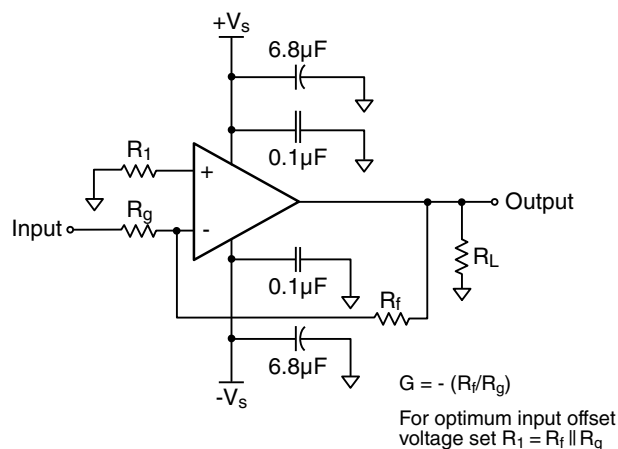 +Vs
6.8µF
R1
+
0.1µF
Rg
Input
-
Output
RL
0.1µF
Rf
6.8µF
-Vs
G = - (Rf/Rg)
For optimum input offset
voltage set R1 = Rf || Rg